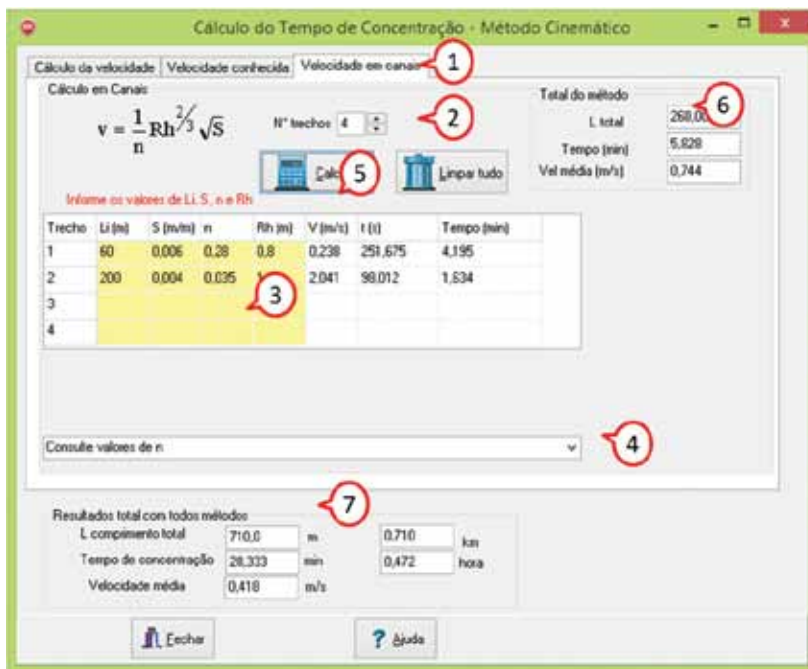 Cálculo do Tempo de Concentração - Método Cinemático
Cálculo da velocidade Velocidade conhecida Velocidade em canais 1
Cálculo em Canais
Total do método
v = 1/n Rh^2/3 √S
N° trechos 4 2
L total 268,00 6
Tempo (min) 5,828
Vel média (m/s) 0,744
Calc 5 Limpar tudo
Informe os valores de Li, S, n e Rh
Trecho Li (m) S (m/m) n Rh (m) V (m/s) t (s) Tempo (min)
1 60 0,006 0,28 0,8 0,238 251,675 4,195
2 200 0,004 0,035 2,041 98,012 1,634
3 3
4
Consulte valores de n 4
7
Resultados total com todos métodos
L comprimento total 710,0 m 0,710 km
Tempo de concentração 28,333 min 0,472 hora
Velocidade média 0,418 m/s
Fechar ? Ajuda